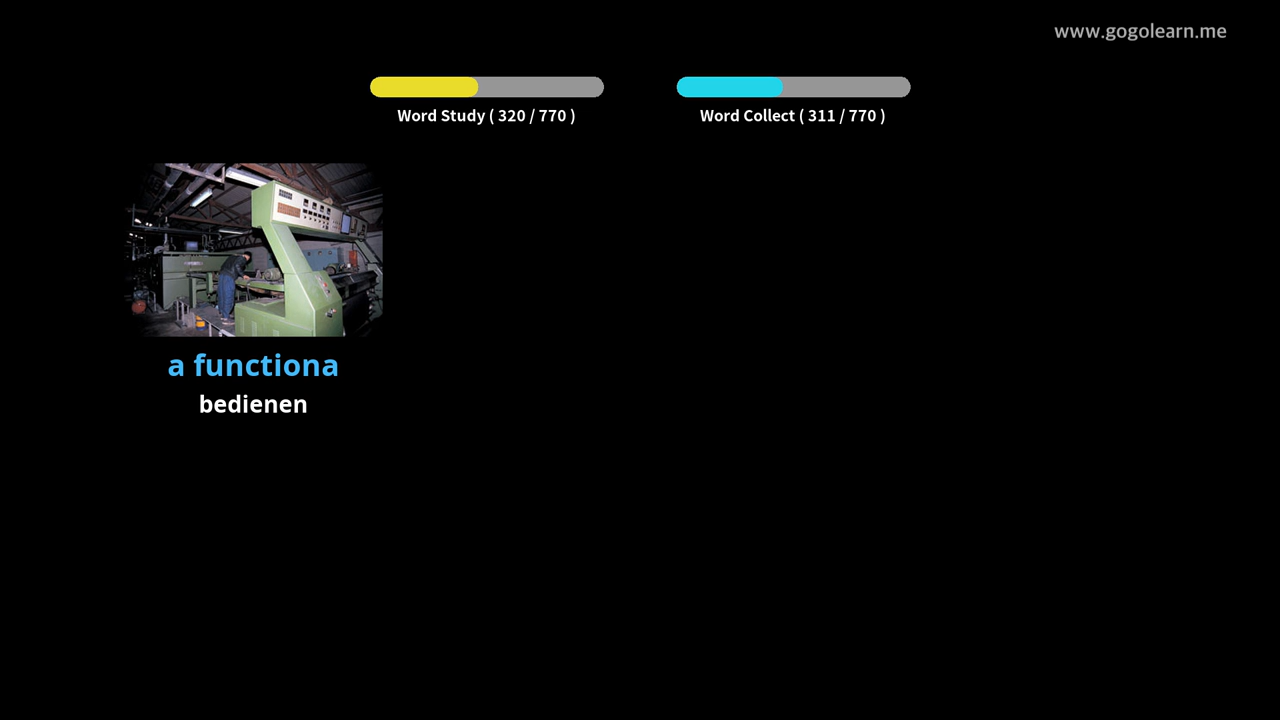 www.gogolearn.me
Word Study ( 320 / 770 )
Word Collect ( 311 / 770 )
a functiona
bedienen